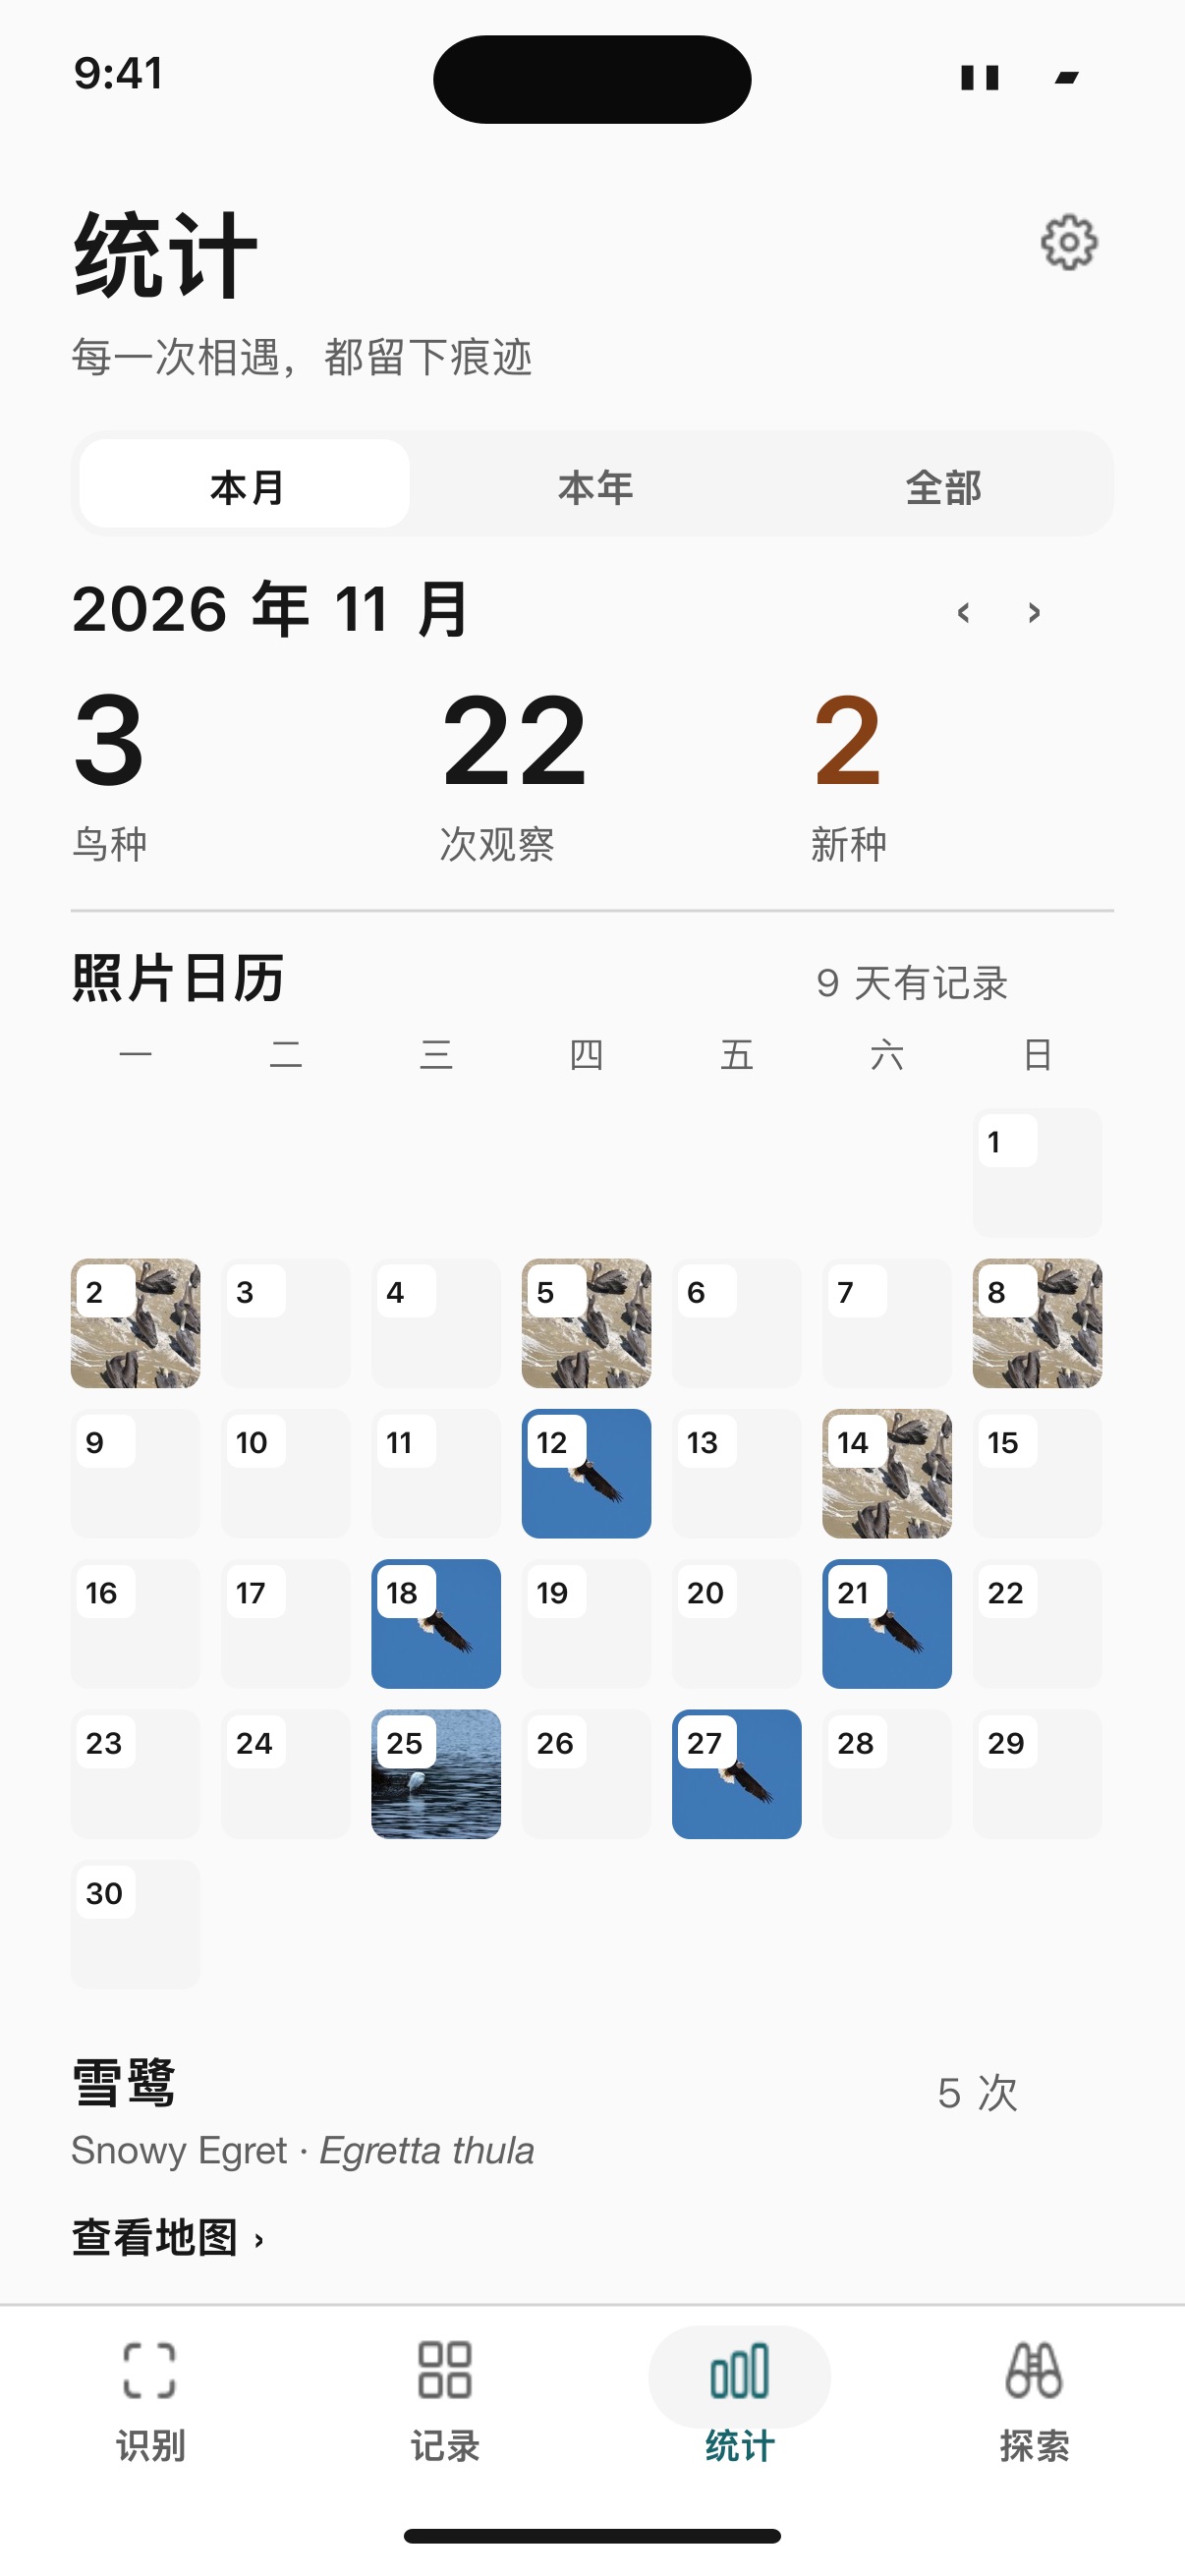 9:41
统计
每一次相遇，都留下痕迹
本月 本年 全部
2026 年 11 月 ‹ ›
3 22 2
鸟种 次观察 新种
照片日历 9 天有记录
一 二 三 四 五 六 日
1
2 3 4 5 6 7 8
9 10 11 12 13 14 15
16 17 18 19 20 21 22
23 24 25 26 27 28 29
30
雪鹭 5 次
Snowy Egret · Egretta thula
查看地图 ›
识别 记录 统计 探索